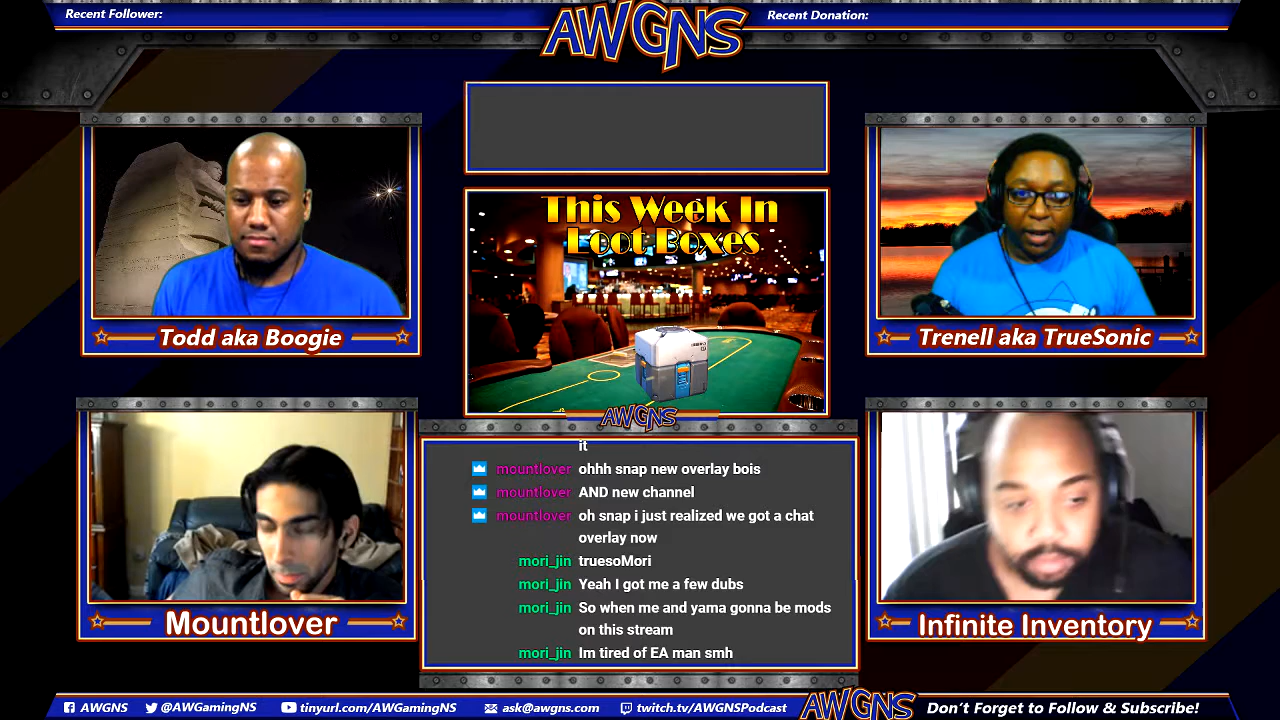 Recent Follower:
AWGNS
Recent Donation:
This Week In
Loot Boxes
Todd aka Boogie
Trenell aka TrueSonic
AWGNS
it
mountlover ohhh snap new overlay bois
mountlover AND new channel
mountlover oh snap i just realized we got a chat
overlay now
mori_jin truesoMori
mori_jin Yeah I got me a few dubs
mori_jin So when me and yama gonna be mods
on this stream
mori_jin Im tired of EA man smh
Mountlover
Infinite Inventory
AWGNS @AWGamingNS tinyurl.com/AWGamingNS ask@awgns.com twitch.tv/AWGNSPodcast AWGNS Don't Forget to Follow & Subscribe!